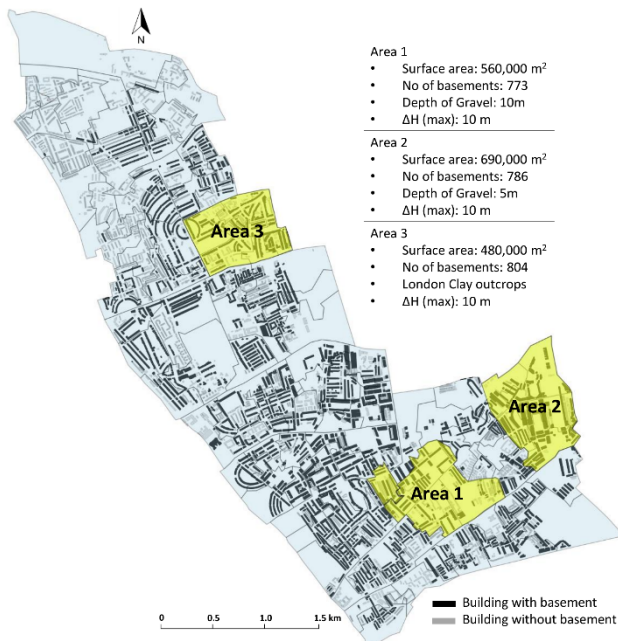 N
Area 1
• Surface area: 560,000 m²
• No of basements: 773
• Depth of Gravel: 10m
• ΔH (max): 10 m
Area 2
• Surface area: 690,000 m²
• No of basements: 786
• Depth of Gravel: 5m
• ΔH (max): 10 m
Area 3
• Surface area: 480,000 m²
• No of basements: 804
• London Clay outcrops
• ΔH (max): 10 m
Area 3
Area 2
Area 1
0 0.5 1.0 1.5 km
Building with basement
Building without basement